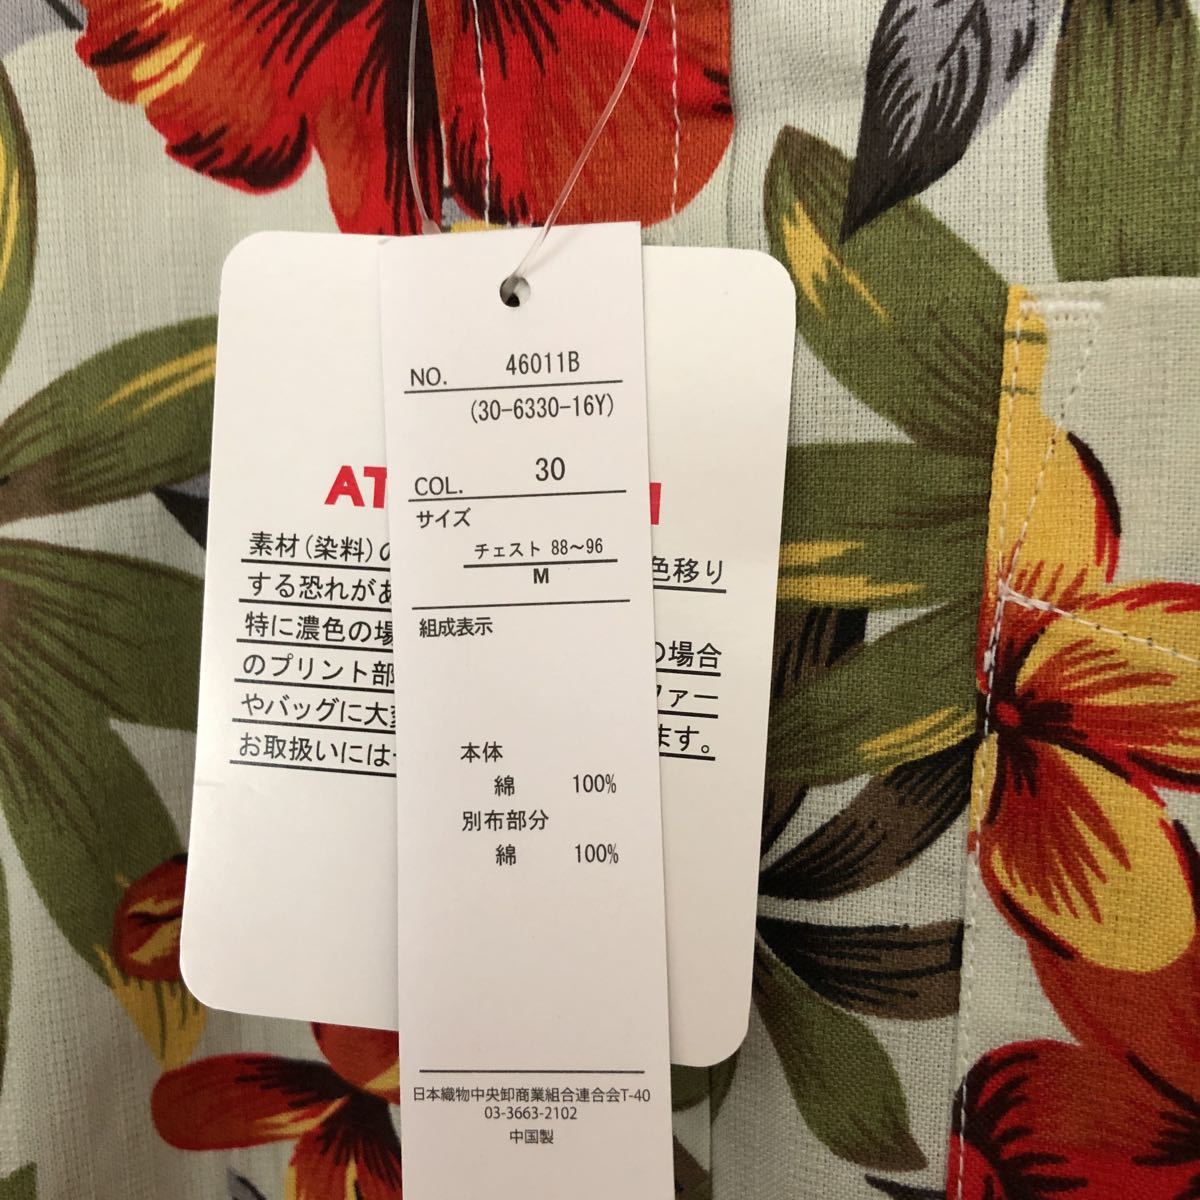 NO. 46011B
(30-6330-16Y)
COL. 30
サイズ
チェスト 88〜96
M
組成表示
本体
綿 100%
別布部分
綿 100%
日本織物中央卸商業組合連合会T-40
03-3663-2102
中国製
AT
素材(染料)の 色移り
する恐れがあ
特に濃色の場 の場合
のプリント部 ファー
やバッグに大変 ます。
お取扱いには十